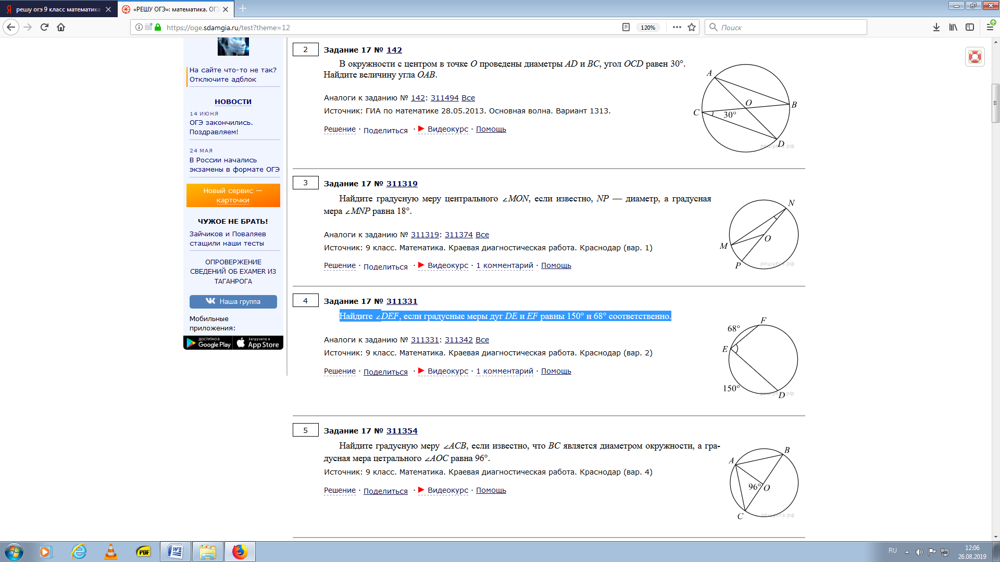 решу огэ 9 класс математика
«РЕШУ ОГЭ»: математика. ОГЭ
https://oge.sdamgia.ru/test?theme=12
120%
Поиск
На сайте что-то не так?
Отключите адблок
НОВОСТИ
14 ИЮНЯ
ОГЭ закончились.
Поздравляем!
24 МАЯ
В России начались
экзамены в формате ОГЭ
Новый сервис —
карточки
ЧУЖОЕ НЕ БРАТЬ!
Зайчиков и Поваляев
стащили наши тесты
ОПРОВЕРЖЕНИЕ
СВЕДЕНИЙ ОБ EXAMER ИЗ
ТАГАНРОГА
Наша группа
Мобильные
приложения:
ДОСТУПНО В
Google Play
Загрузите в
App Store
2
Задание 17 № 142
В окружности с центром в точке O проведены диаметры AD и BC, угол OCD равен 30°.
Найдите величину угла OAB.
Аналоги к заданию № 142: 311494 Все
Источник: ГИА по математике 28.05.2013. Основная волна. Вариант 1313.
Решение · Поделиться · Видеокурс · Помощь
A
O
B
C
30°
D
решуегэ.рф
3
Задание 17 № 311319
Найдите градусную меру центрального ∠MON, если известно, NP — диаметр, а градусная
мера ∠MNP равна 18°.
Аналоги к заданию № 311319: 311374 Все
Источник: 9 класс. Математика. Краевая диагностическая работа. Краснодар (вар. 1)
Решение · Поделиться · Видеокурс · 1 комментарий · Помощь
N
O
M
P
решуегэ.рф
4
Задание 17 № 311331
Найдите ∠DEF, если градусные меры дуг DE и EF равны 150° и 68° соответственно.
Аналоги к заданию № 311331: 311342 Все
Источник: 9 класс. Математика. Краевая диагностическая работа. Краснодар (вар. 2)
Решение · Поделиться · Видеокурс · 1 комментарий · Помощь
F
68°
E
150°
D
решуегэ.рф
5
Задание 17 № 311354
Найдите градусную меру ∠ACB, если известно, что BC является диаметром окружности, а гра-
дусная мера цетрального ∠AOC равна 96°.
Источник: 9 класс. Математика. Краевая диагностическая работа. Краснодар (вар. 4)
Решение · Поделиться · Видеокурс · Помощь
B
A
96°
O
C
решуегэ.рф
PDF
RU
12:06
26.08.2019